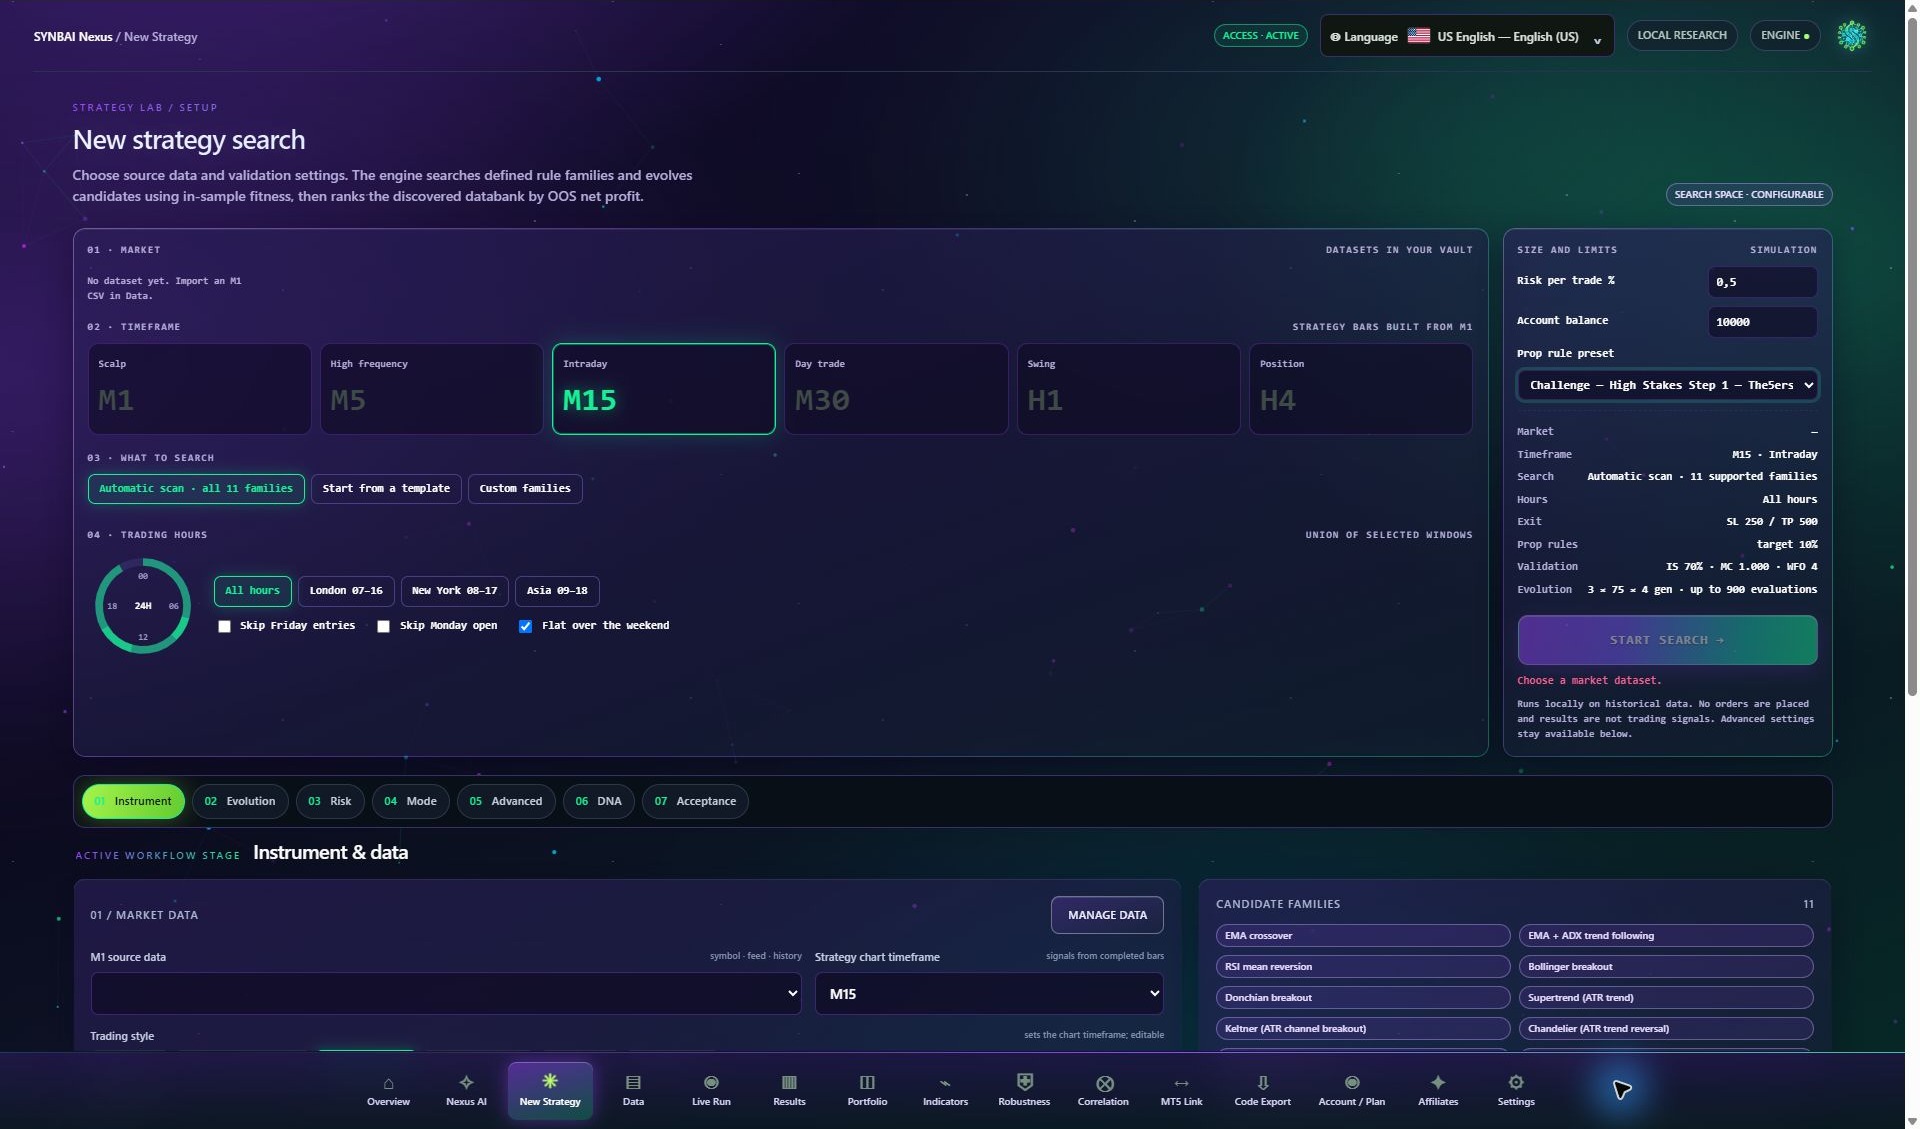 SYNBAI Nexus / New Strategy
ACCESS · ACTIVE
Language US English — English (US)
LOCAL RESEARCH
ENGINE
STRATEGY LAB / SETUP
New strategy search
Choose source data and validation settings. The engine searches defined rule families and evolves
candidates using in-sample fitness, then ranks the discovered databank by OOS net profit.
SEARCH SPACE · CONFIGURABLE
01 · MARKET
DATASETS IN YOUR VAULT
No dataset yet. Import an M1
CSV in Data.
02 · TIMEFRAME
STRATEGY BARS BUILT FROM M1
Scalp
M1
High frequency
M5
Intraday
M15
Day trade
M30
Swing
H1
Position
H4
03 · WHAT TO SEARCH
Automatic scan · all 11 families
Start from a template
Custom families
04 · TRADING HOURS
UNION OF SELECTED WINDOWS
00
18 24H 06
12
All hours
London 07–16
New York 08–17
Asia 09–18
Skip Friday entries
Skip Monday open
Flat over the weekend
SIZE AND LIMITS
SIMULATION
Risk per trade % 0,5
Account balance 10000
Prop rule preset
Challenge — High Stakes Step 1 — The5ers
Market —
Timeframe M15 · Intraday
Search Automatic scan · 11 supported families
Hours All hours
Exit SL 250 / TP 500
Prop rules target 10%
Validation IS 70% · MC 1.000 · WFO 4
Evolution 3 × 75 × 4 gen · up to 900 evaluations
START SEARCH →
Choose a market dataset.
Runs locally on historical data. No orders are placed
and results are not trading signals. Advanced settings
stay available below.
01 Instrument
02 Evolution
03 Risk
04 Mode
05 Advanced
06 DNA
07 Acceptance
ACTIVE WORKFLOW STAGE Instrument & data
01 / MARKET DATA
MANAGE DATA
M1 source data
symbol · feed · history
Strategy chart timeframe
signals from completed bars
M15
Trading style
sets the chart timeframe; editable
CANDIDATE FAMILIES 11
EMA crossover
EMA + ADX trend following
RSI mean reversion
Bollinger breakout
Donchian breakout
Supertrend (ATR trend)
Keltner (ATR channel breakout)
Chandelier (ATR trend reversal)
Overview
Nexus AI
New Strategy
Data
Live Run
Results
Portfolio
Indicators
Robustness
Correlation
MT5 Link
Code Export
Account / Plan
Affiliates
Settings